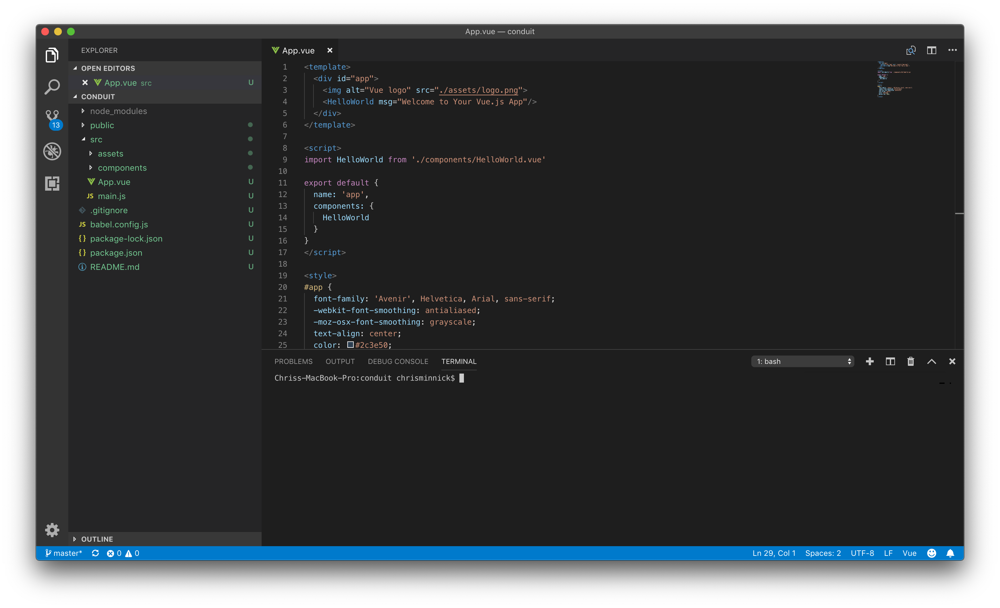 App.vue — conduit
EXPLORER
OPEN EDITORS
App.vue src U
CONDUIT
13
node_modules
public
src
assets
components
App.vue U
JS main.js U
.gitignore U
JS babel.config.js U
{} package-lock.json U
{} package.json U
README.md U
OUTLINE
App.vue
1 <template>
2 <div id="app">
3 <img alt="Vue logo" src="./assets/logo.png">
4 <HelloWorld msg="Welcome to Your Vue.js App"/>
5 </div>
6 </template>
7
8 <script>
9 import HelloWorld from './components/HelloWorld.vue'
10
11 export default {
12 name: 'app',
13 components: {
14 HelloWorld
15 }
16 }
17 </script>
18
19 <style>
20 #app {
21 font-family: 'Avenir', Helvetica, Arial, sans-serif;
22 -webkit-font-smoothing: antialiased;
23 -moz-osx-font-smoothing: grayscale;
24 text-align: center;
25 color: #2c3e50;
PROBLEMS OUTPUT DEBUG CONSOLE TERMINAL 1: bash
Chriss-MacBook-Pro:conduit chrisminnick$
master* 0 0 Ln 29, Col 1 Spaces: 2 UTF-8 LF Vue